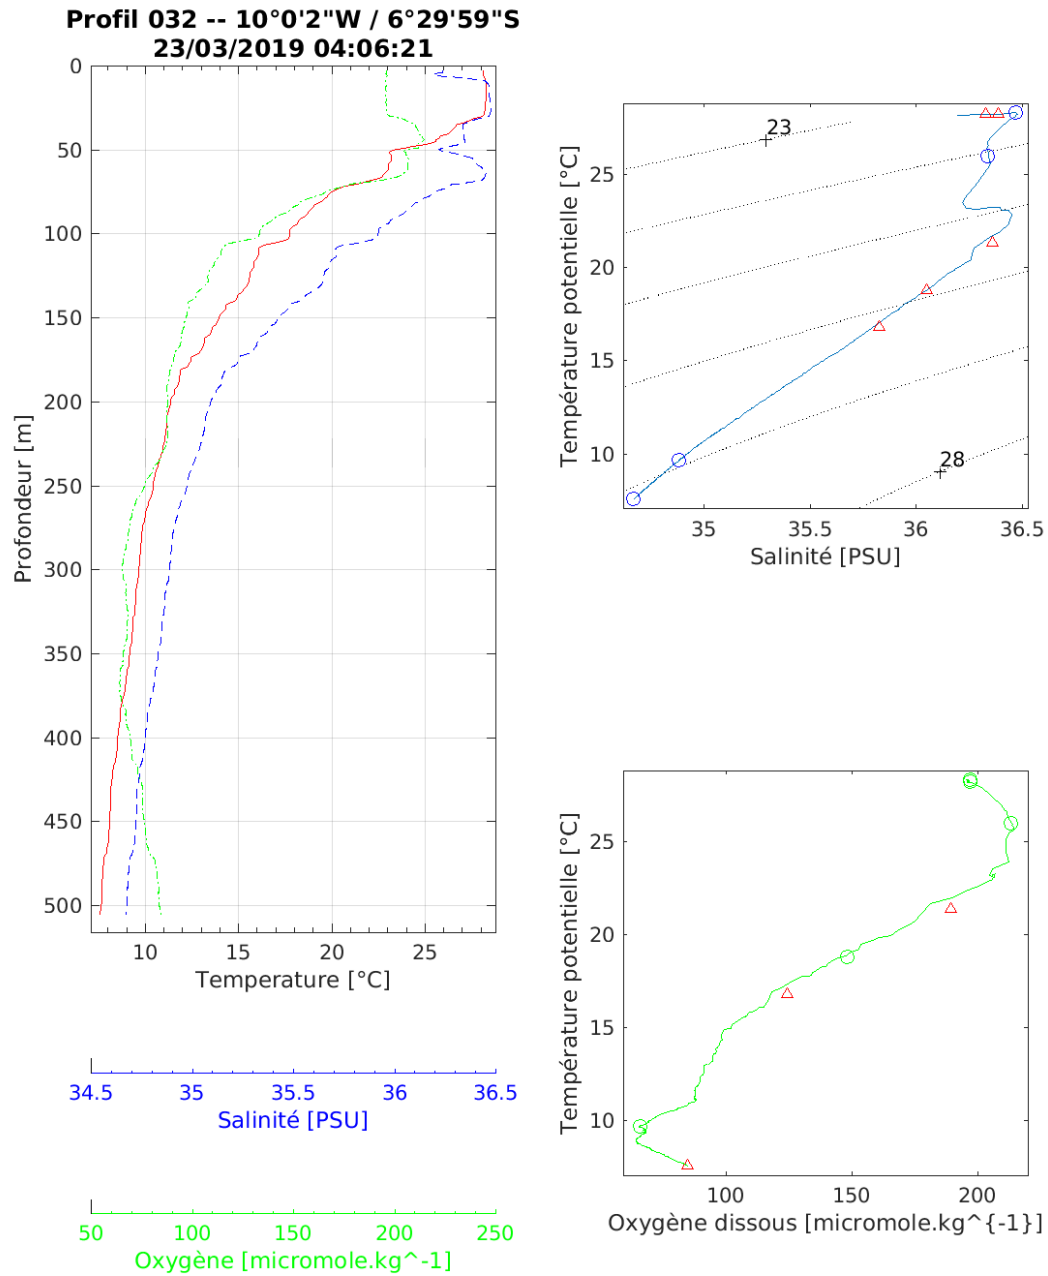 Profil 032 -- 10°0'2"W / 6°29'59"S
23/03/2019 04:06:21
0
50
100
150
200
250
300
350
400
450
500
Profondeur [m]
10 15 20 25
Temperature [°C]
34.5 35 35.5 36 36.5
Salinité [PSU]
50 100 150 200 250
Oxygène [micromole.kg^-1]
23
28
25
20
15
10
Température potentielle [°C]
35 35.5 36 36.5
Salinité [PSU]
25
20
15
10
Température potentielle [°C]
100 150 200
Oxygène dissous [micromole.kg^{-1}]